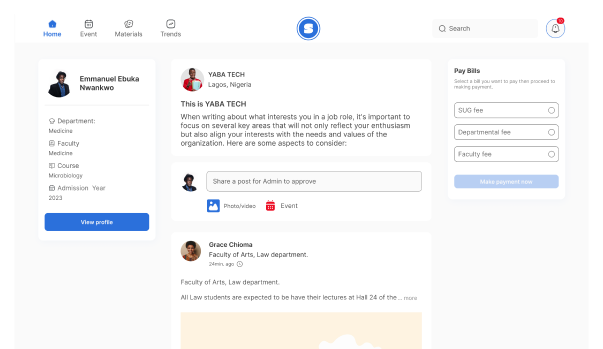 Home
Event
Materials
Trends
S
Search
Emmanuel Ebuka
Nwankwo
Department:
Medicine
Faculty
Medicine
Course
Microbiology
Admission Year
2023
View profile
YABA TECH
Lagos, Nigeria
This is YABA TECH
When writing about what interests you in a job role, it's important to
focus on several key areas that will not only reflect your enthusiasm
but also align your interests with the needs and values of the
organization. Here are some aspects to consider:
Share a post for Admin to approve
Photo/video
Event
Grace Chioma
Faculty of Arts, Law department.
24min. ago
Faculty of Arts, Law department.
All Law students are expected to be have their lectures at Hall 24 of the ... more
Pay Bills
Select a bill you want to pay then proceed to
making payment.
SUG fee
Departmental fee
Faculty fee
Make payment now